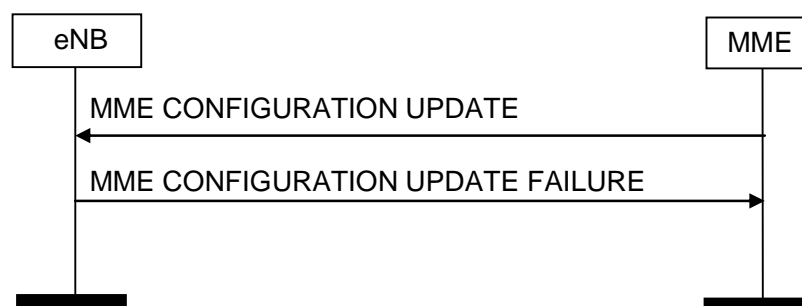 eNB
MME
MME CONFIGURATION UPDATE
MME CONFIGURATION UPDATE FAILURE